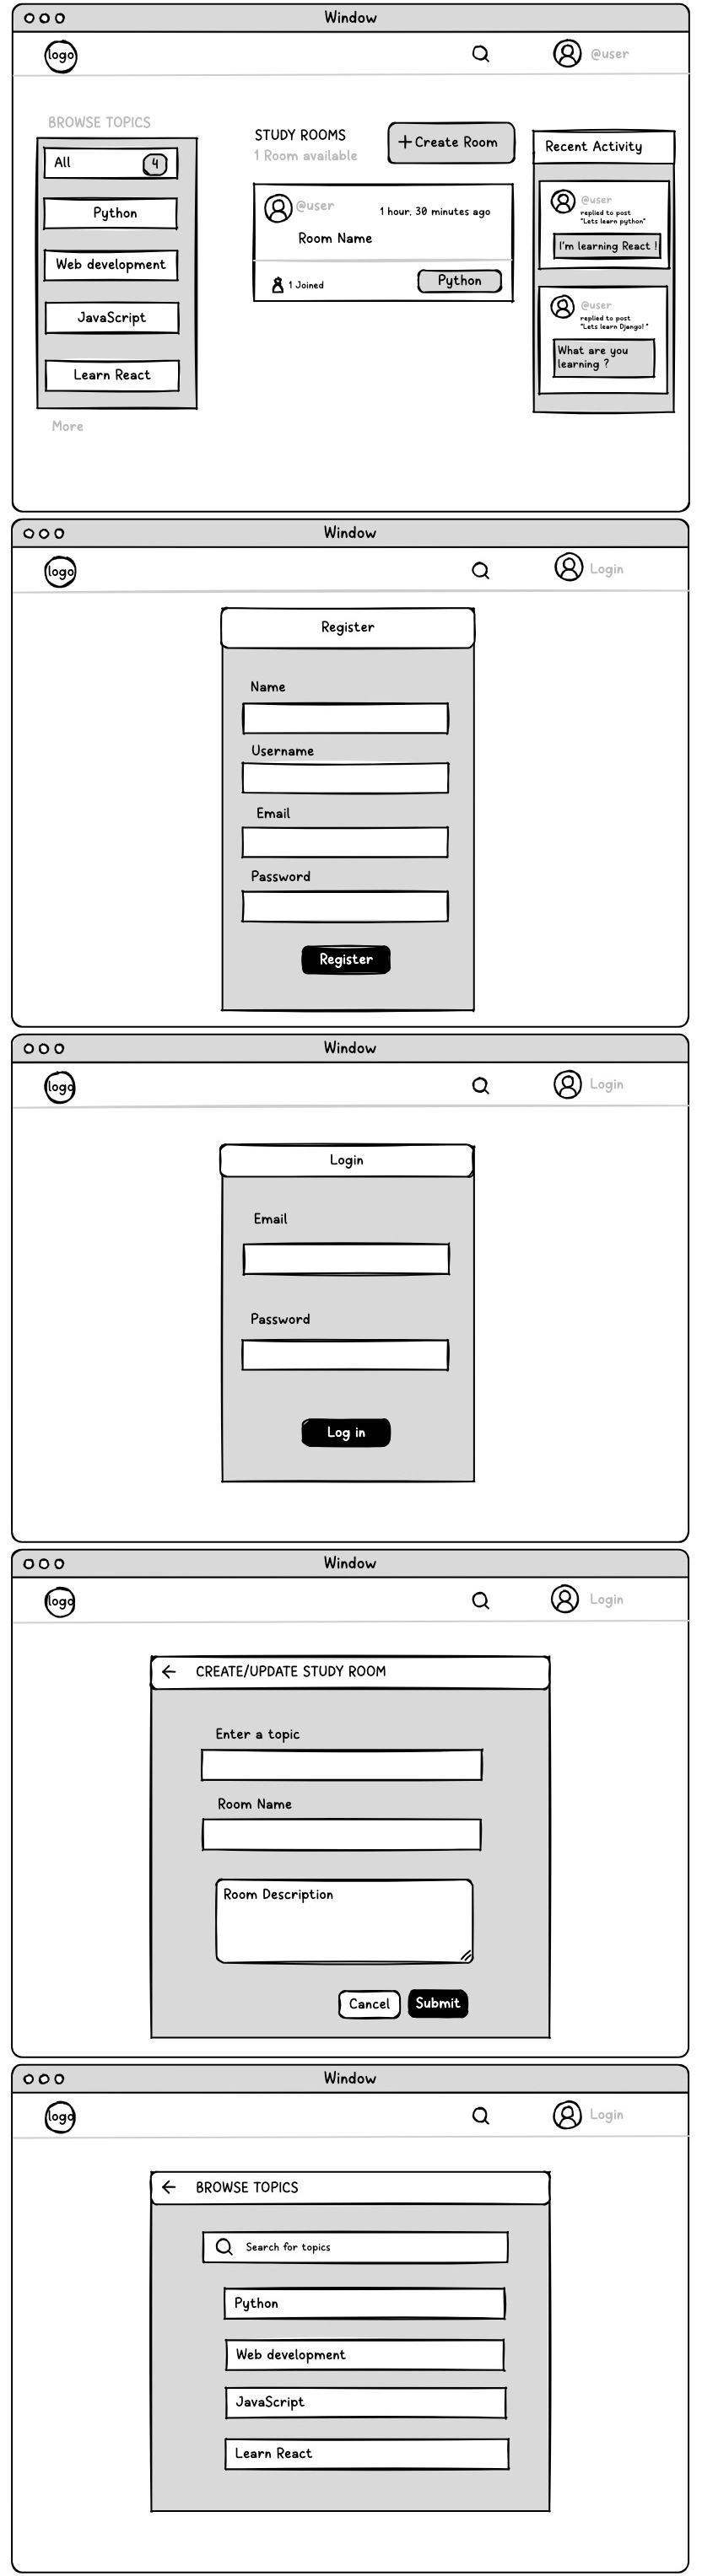 Window
logo
@user
BROWSE TOPICS
All
4
Python
Web development
JavaScript
Learn React
More
STUDY ROOMS
1 Room available
+ Create Room
@user
1 hour, 30 minutes ago
Room Name
1 Joined
Python
Recent Activity
@user
replied to post
"Lets learn python"
I'm learning React !
@user
replied to post
"Lets learn Django! "
What are you
learning ?
Window
logo
Login
Register
Name
Username
Email
Password
Register
Window
logo
Login
Login
Email
Password
Log in
Window
logo
Login
CREATE/UPDATE STUDY ROOM
Enter a topic
Room Name
Room Description
Cancel
Submit
Window
logo
Login
BROWSE TOPICS
Search for topics
Python
Web development
JavaScript
Learn React